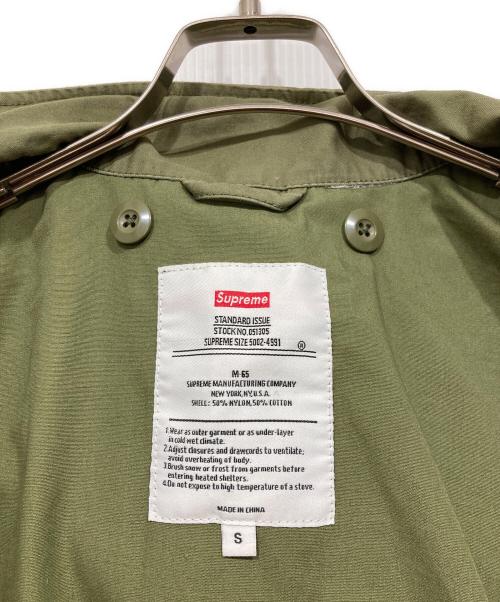 Supreme
STANDARD ISSUE
STOCK NO. 051305
SUPREME SIZE 5002-4991 ®
M-65
SUPREME MANUFACTURING COMPANY
NEW YORK, NY, U.S.A.
SHELL: 50% NYLON, 50% COTTON
1.Wear as outer garment or as under-layer
in cold wet climate.
2.Adjust closures and drawcords to ventilate;
avoid overheating of body.
3.Brush snow or frost from garments before
entering heated shelters.
4.Do not expose to high temperature of a stove.
MADE IN CHINA
S